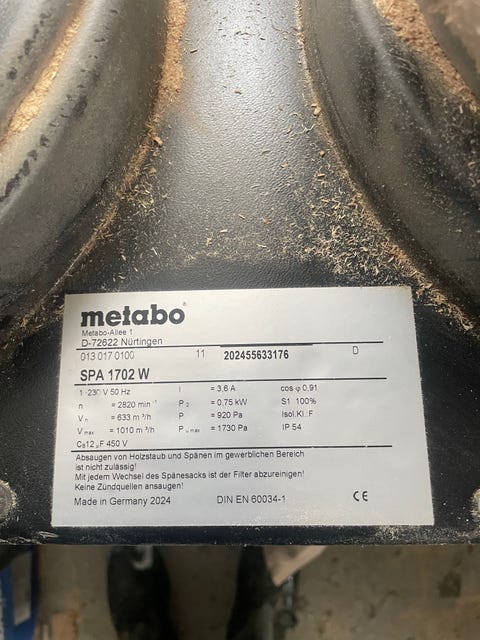 metabo
Metabo-Allee 1
D-72622 Nürtingen
013 017 0100 11 202455633176 D
SPA 1702 W
1 230 V 50 Hz I = 3,6 A cos φ 0,91
n = 2820 min⁻¹ P₂ = 0,75 kW S1 100%
Vₙ = 633 m³/h P = 920 Pa Isol.Kl.: F
Vₘₐₓ = 1010 m³/h Pᵤ ₘₐₓ = 1730 Pa IP 54
Cʙ12 µF 450 V
Absaugen von Holzstaub und Spänen im gewerblichen Bereich
ist nicht zulässig!
Mit jedem Wechsel des Spänesacks ist der Filter abzureinigen!
Keine Zündquellen ansaugen!
Made in Germany 2024 DIN EN 60034-1 CE